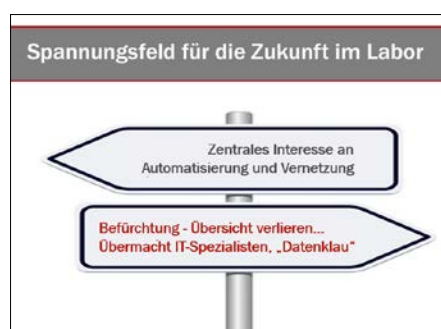 Spannungsfeld für die Zukunft im Labor
Zentrales Interesse an
Automatisierung und Vernetzung
Befürchtung - Übersicht verlieren...
Übermacht IT-Spezialisten, „Datenklau“